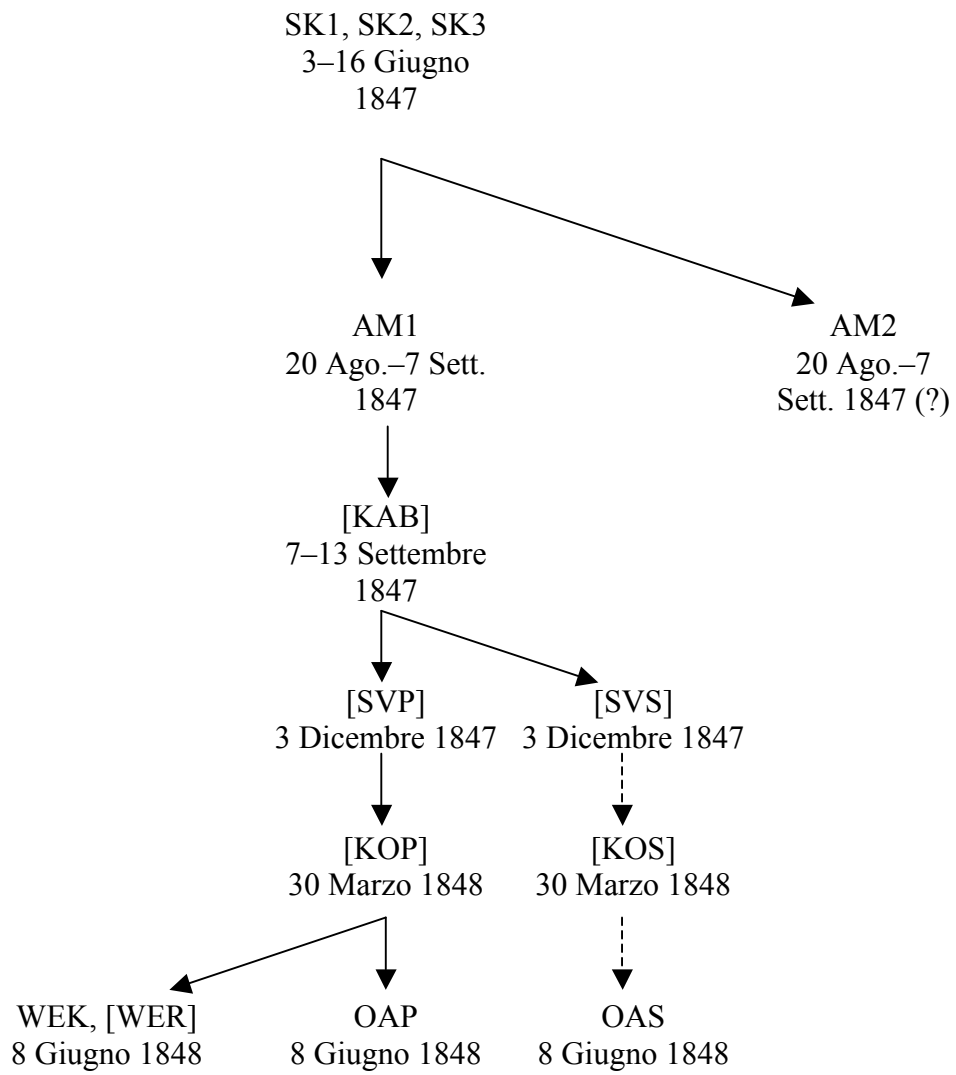 SK1, SK2, SK3
3–16 Giugno
1847
AM1
20 Ago.–7 Sett.
1847
AM2
20 Ago.–7
Sett. 1847 (?)
[KAB]
7–13 Settembre
1847
[SVP]
3 Dicembre 1847
[SVS]
3 Dicembre 1847
[KOP]
30 Marzo 1848
[KOS]
30 Marzo 1848
WEK, [WER]
8 Giugno 1848
OAP
8 Giugno 1848
OAS
8 Giugno 1848